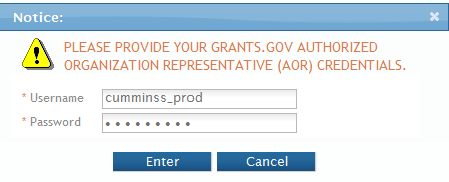 Notice:
PLEASE PROVIDE YOUR GRANTS.GOV AUTHORIZED
ORGANIZATION REPRESENTATIVE (AOR) CREDENTIALS.
* Username cumminss_prod
* Password •••••••••
Enter Cancel